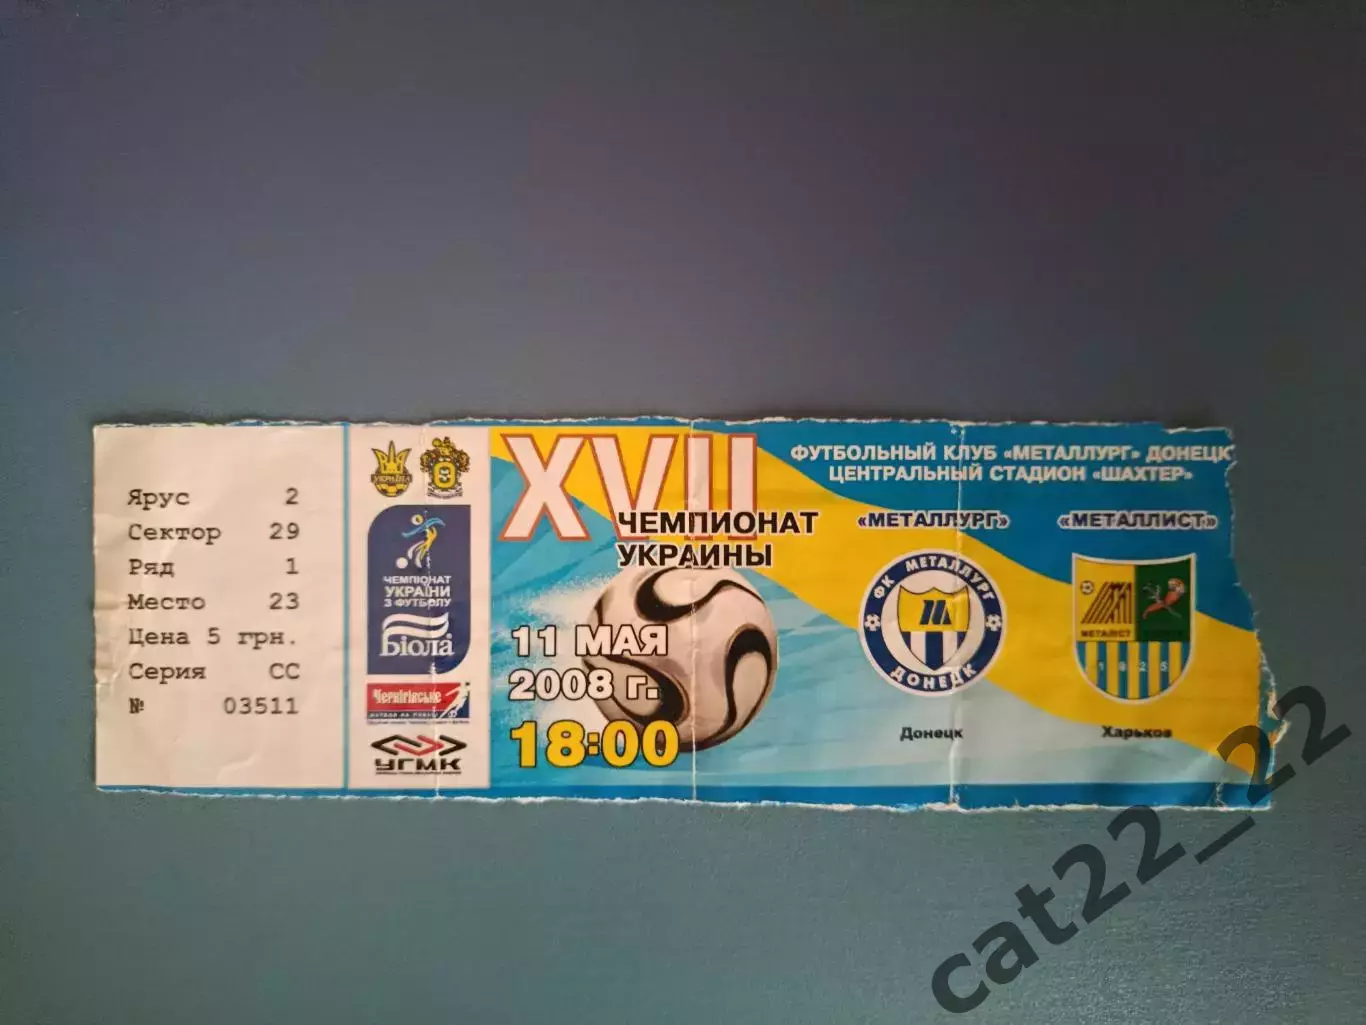 Ярус 2
Сектор 29
Ряд 1
Место 23
Цена 5 грн.
Серия СС
№ 03511
УКРАЇНА
ЧЕМПІОНАТ
УКРАЇНИ
З ФУТБОЛУ
Біола
Чернігівське
УГМК
XVII
ЧЕМПИОНАТ
УКРАИНЫ
11 МАЯ
2008 г.
18:00
ФУТБОЛЬНЫЙ КЛУБ «МЕТАЛЛУРГ» ДОНЕЦК
ЦЕНТРАЛЬНЫЙ СТАДИОН «ШАХТЕР»
«МЕТАЛЛУРГ»
ФК МЕТАЛЛУРГ
ДОНЕЦК
Донецк
«МЕТАЛЛИСТ»
МЕТАЛІСТ
1925
Харьков
cat22_22